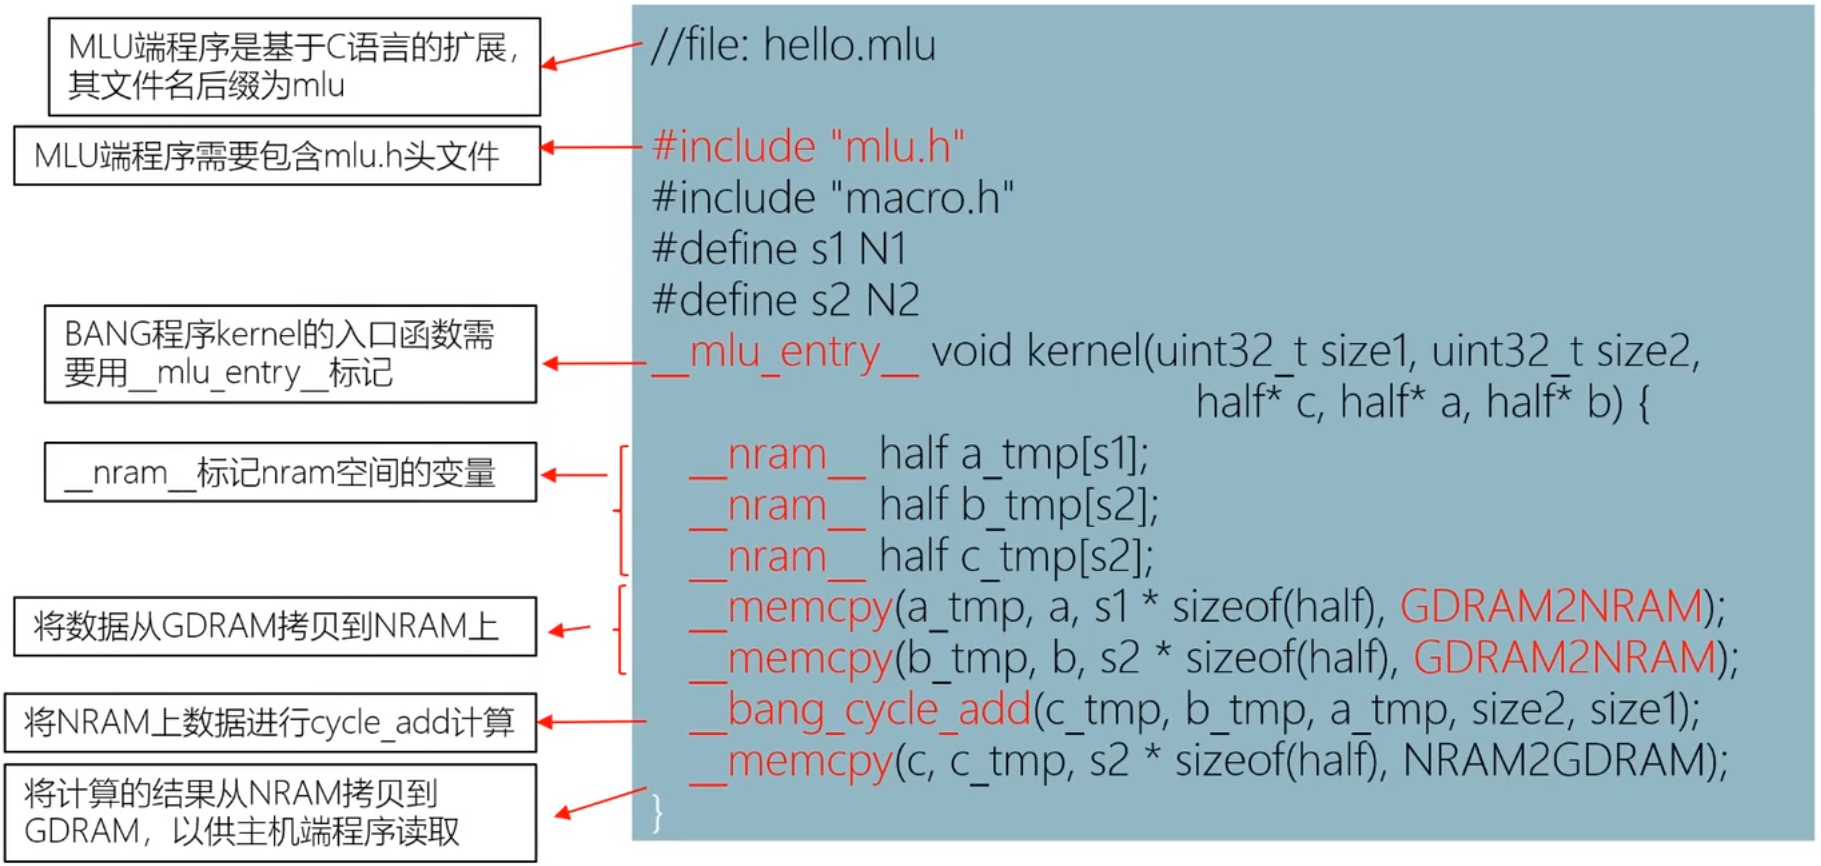 MLU端程序是基于C语言的扩展，
其文件名后缀为mlu
//file: hello.mlu
MLU端程序需要包含mlu.h头文件
#include "mlu.h"
#include "macro.h"
#define s1 N1
#define s2 N2
BANG程序kernel的入口函数需
要用__mlu_entry__标记
__mlu_entry__ void kernel(uint32_t size1, uint32_t size2,
half* c, half* a, half* b) {
__nram__标记nram空间的变量
__nram__ half a_tmp[s1];
__nram__ half b_tmp[s2];
__nram__ half c_tmp[s2];
将数据从GDRAM拷贝到NRAM上
__memcpy(a_tmp, a, s1 * sizeof(half), GDRAM2NRAM);
__memcpy(b_tmp, b, s2 * sizeof(half), GDRAM2NRAM);
将NRAM上数据进行cycle_add计算
__bang_cycle_add(c_tmp, b_tmp, a_tmp, size2, size1);
将计算的结果从NRAM拷贝到
GDRAM，以供主机端程序读取
__memcpy(c, c_tmp, s2 * sizeof(half), NRAM2GDRAM);
}